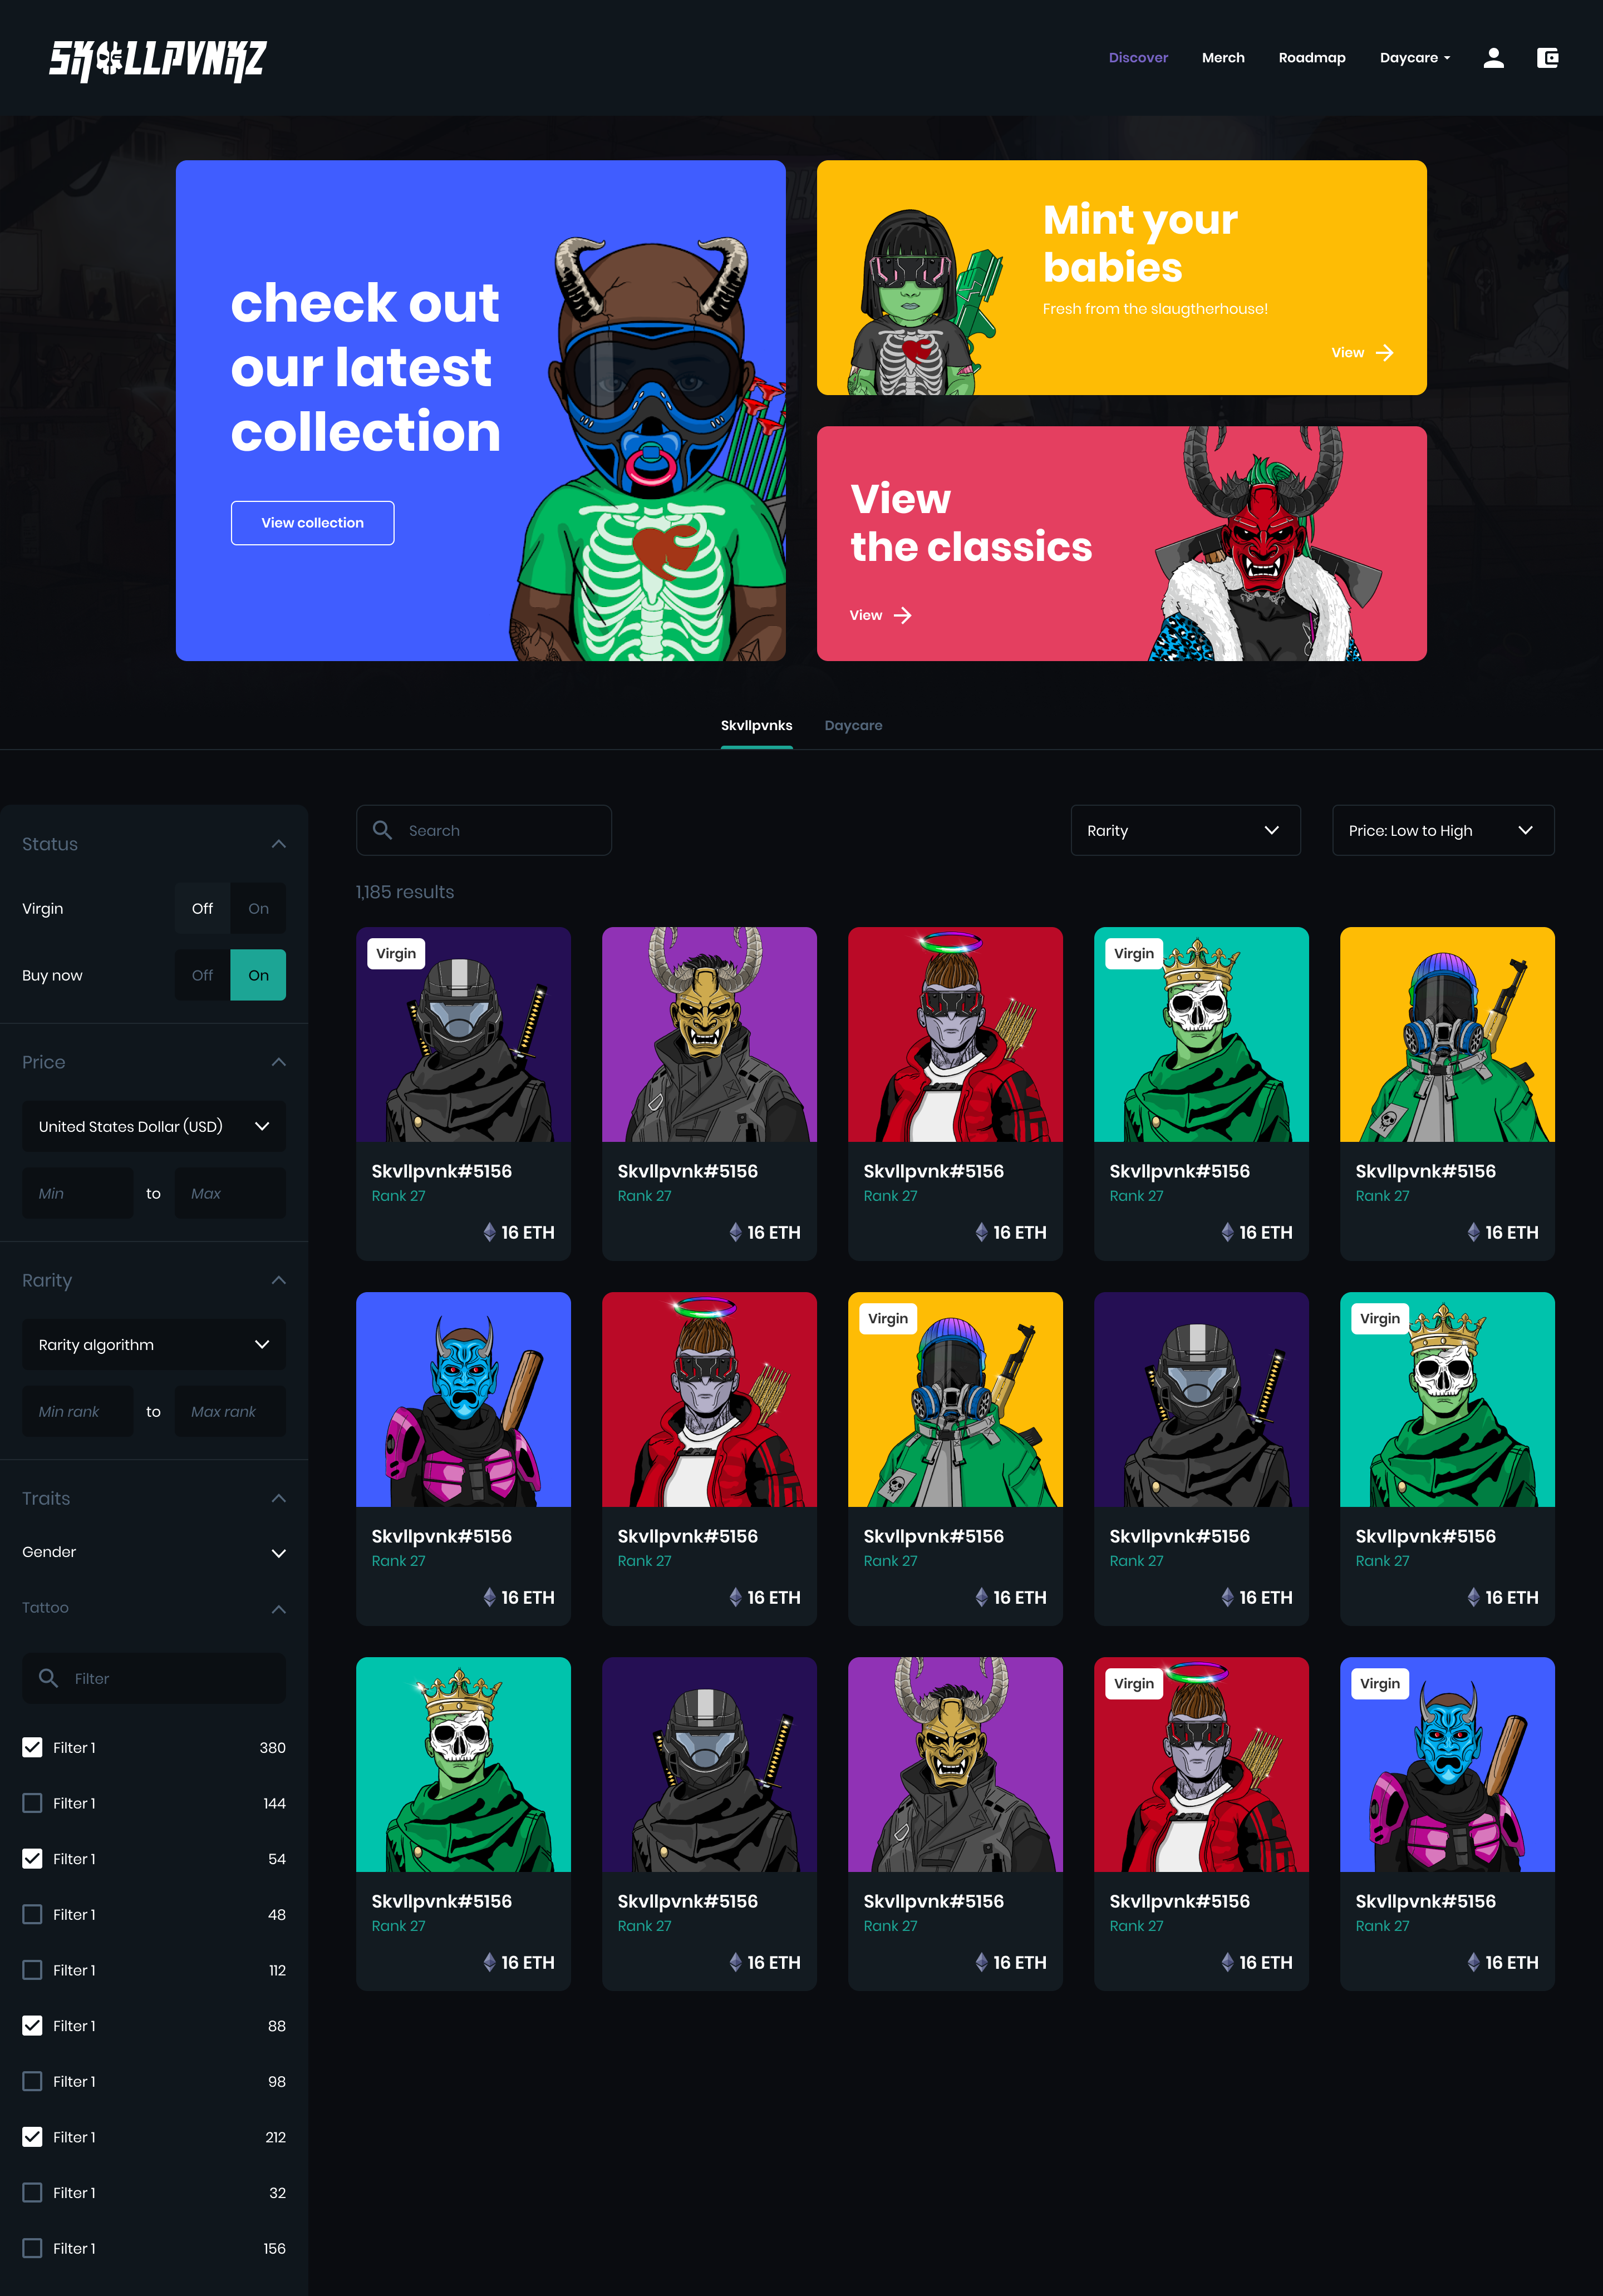 SKVLLPVNKZ
Discover
Merch
Roadmap
Daycare
check out
our latest
collection
View collection
Mint your
babies
Fresh from the slaugtherhouse!
View
View
the classics
View
Skvllpvnks
Daycare
Status
Virgin
Off
On
Buy now
Off
On
Price
United States Dollar (USD)
Min
to
Max
Rarity
Rarity algorithm
Min rank
to
Max rank
Traits
Gender
Tattoo
Filter
Filter 1
380
Filter 1
144
Filter 1
54
Filter 1
48
Filter 1
112
Filter 1
88
Filter 1
98
Filter 1
212
Filter 1
32
Filter 1
156
Search
Rarity
Price: Low to High
1,185 results
Virgin
Skvllpvnk#5156
Rank 27
16 ETH
Skvllpvnk#5156
Rank 27
16 ETH
Skvllpvnk#5156
Rank 27
16 ETH
Virgin
Skvllpvnk#5156
Rank 27
16 ETH
Skvllpvnk#5156
Rank 27
16 ETH
Skvllpvnk#5156
Rank 27
16 ETH
Skvllpvnk#5156
Rank 27
16 ETH
Virgin
Skvllpvnk#5156
Rank 27
16 ETH
Skvllpvnk#5156
Rank 27
16 ETH
Virgin
Skvllpvnk#5156
Rank 27
16 ETH
Skvllpvnk#5156
Rank 27
16 ETH
Skvllpvnk#5156
Rank 27
16 ETH
Skvllpvnk#5156
Rank 27
16 ETH
Virgin
Skvllpvnk#5156
Rank 27
16 ETH
Virgin
Skvllpvnk#5156
Rank 27
16 ETH